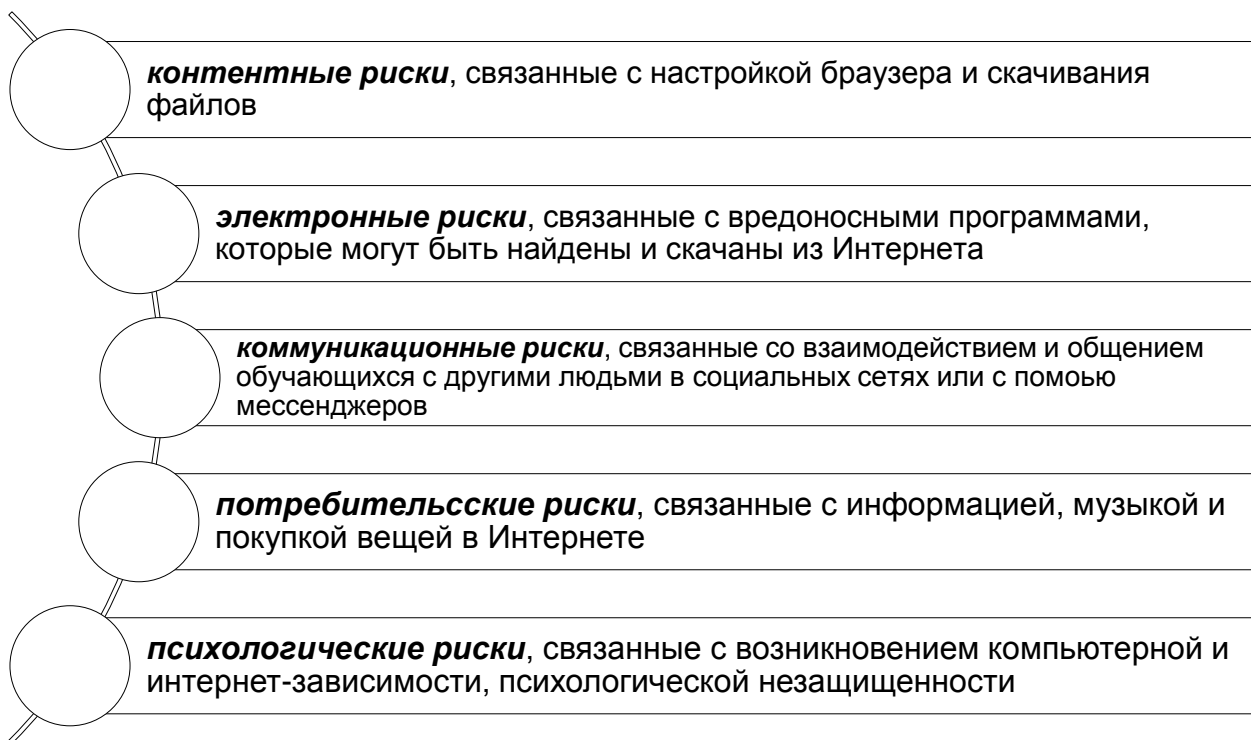 контентные риски, связанные с настройкой браузера и скачивания
файлов
электронные риски, связанные с вредоносными программами,
которые могут быть найдены и скачаны из Интернета
коммуникационные риски, связанные со взаимодействием и общением
обучающихся с другими людьми в социальных сетях или с помоью
мессенджеров
потребительсские риски, связанные с информацией, музыкой и
покупкой вещей в Интернете
психологические риски, связанные с возникновением компьютерной и
интернет-зависимости, психологической незащищенности